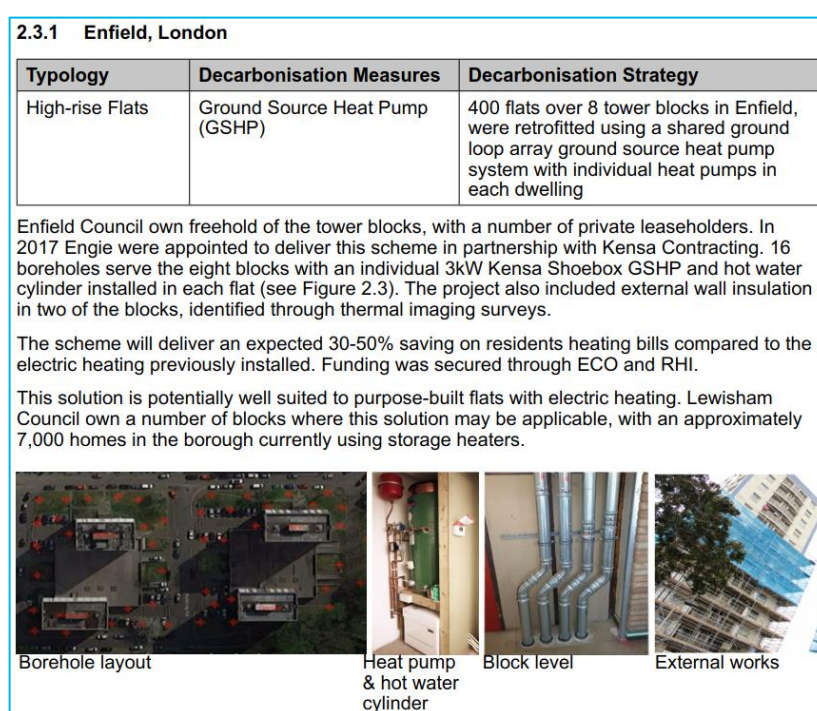 2.3.1 Enfield, London
Typology
Decarbonisation Measures
Decarbonisation Strategy
High-rise Flats
Ground Source Heat Pump
(GSHP)
400 flats over 8 tower blocks in Enfield,
were retrofitted using a shared ground
loop array ground source heat pump
system with individual heat pumps in
each dwelling
Enfield Council own freehold of the tower blocks, with a number of private leaseholders. In
2017 Engie were appointed to deliver this scheme in partnership with Kensa Contracting. 16
boreholes serve the eight blocks with an individual 3kW Kensa Shoebox GSHP and hot water
cylinder installed in each flat (see Figure 2.3). The project also included external wall insulation
in two of the blocks, identified through thermal imaging surveys.
The scheme will deliver an expected 30-50% saving on residents heating bills compared to the
electric heating previously installed. Funding was secured through ECO and RHI.
This solution is potentially well suited to purpose-built flats with electric heating. Lewisham
Council own a number of blocks where this solution may be applicable, with an approximately
7,000 homes in the borough currently using storage heaters.
Borehole layout
Heat pump
& hot water
cylinder
Block level
External works